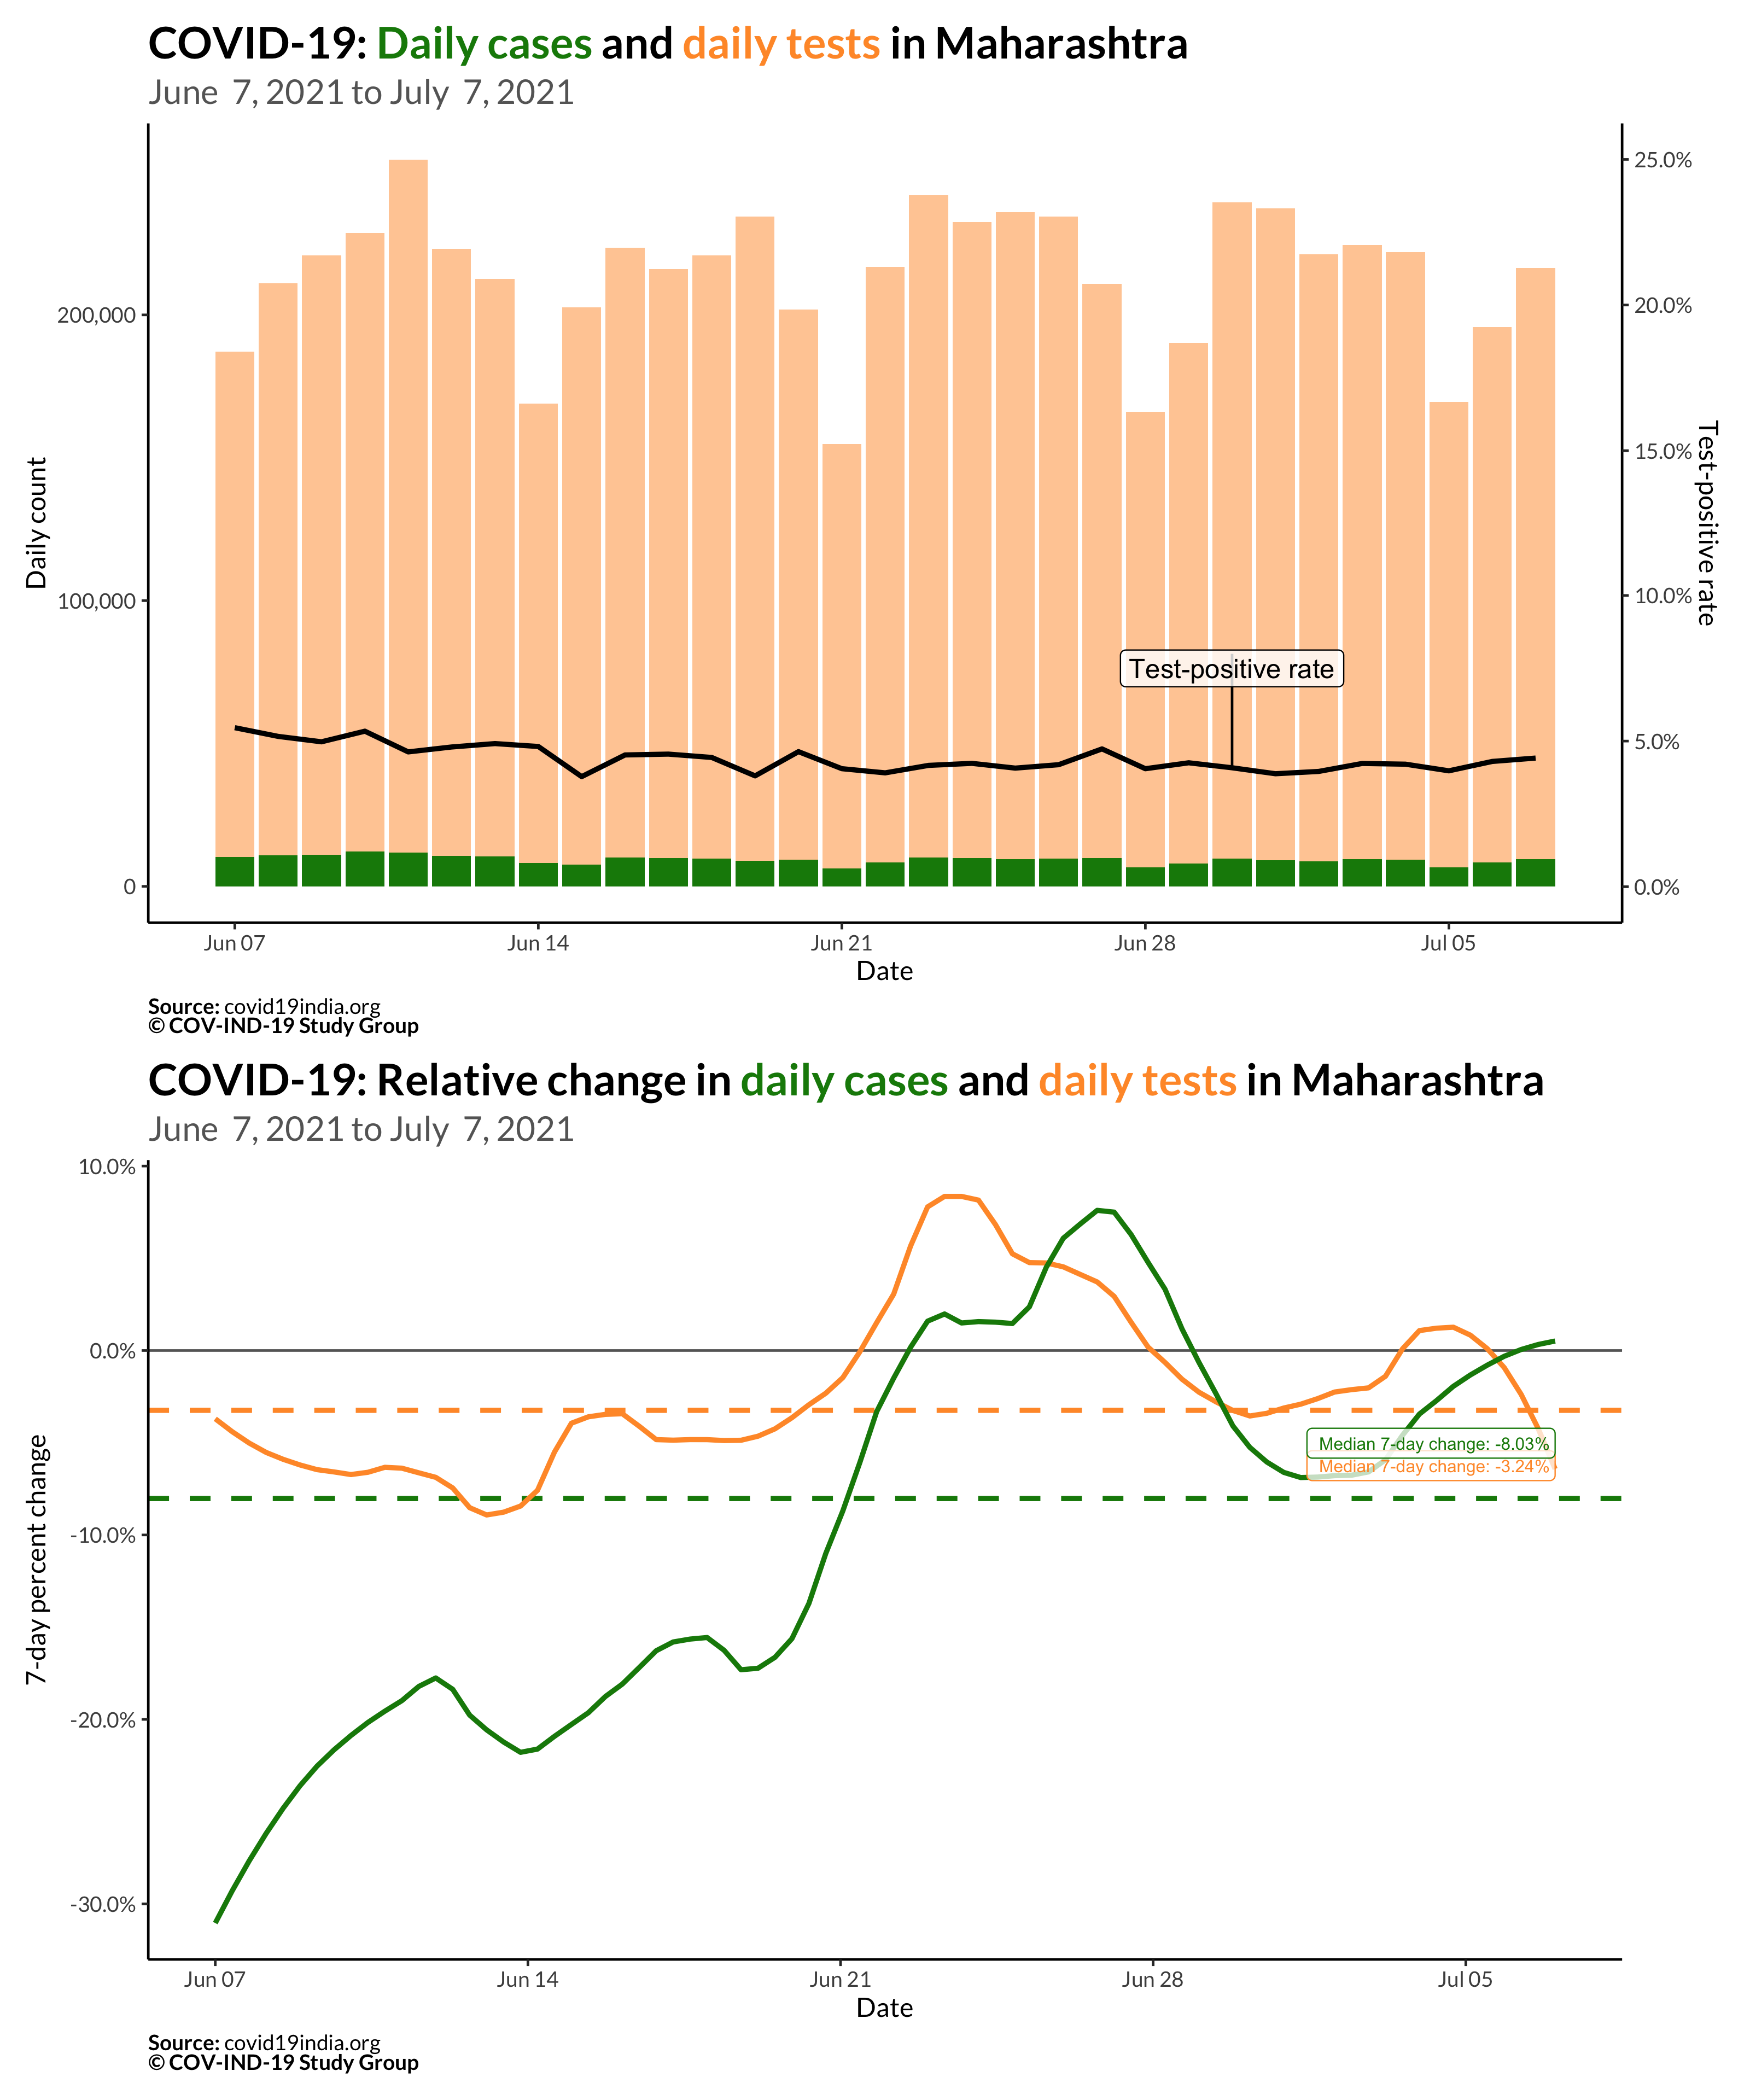 COVID-19: Daily cases and daily tests in Maharashtra
June 7, 2021 to July 7, 2021
25.0%
20.0%
15.0%
10.0%
5.0%
0.0%
Test-positive rate
200,000
100,000
0
Daily count
Test-positive rate
Jun 07 Jun 14 Jun 21 Jun 28 Jul 05
Date
Source: covid19india.org
© COV-IND-19 Study Group
COVID-19: Relative change in daily cases and daily tests in Maharashtra
June 7, 2021 to July 7, 2021
10.0%
0.0%
-10.0%
-20.0%
-30.0%
7-day percent change
Median 7-day change: -8.03%
Median 7-day change: -3.24%
Jun 07 Jun 14 Jun 21 Jun 28 Jul 05
Date
Source: covid19india.org
© COV-IND-19 Study Group